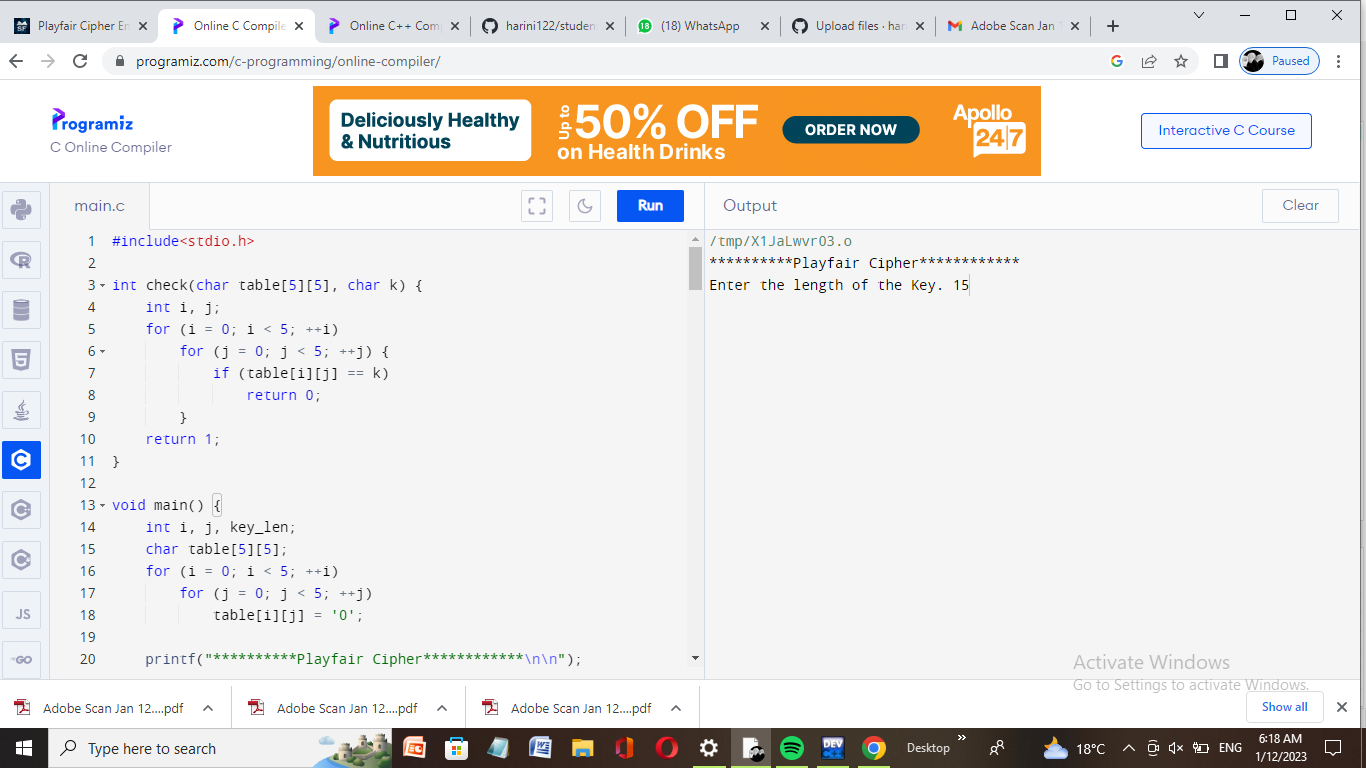 Playfair Cipher En
Online C Compile
Online C++ Com
harini122/studen
(18) WhatsApp
Upload files · har
Adobe Scan Jan 1
programiz.com/c-programming/online-compiler/
Paused
Programiz
C Online Compiler
Deliciously Healthy
& Nutritious
Up to 50% OFF
on Health Drinks
ORDER NOW
Apollo
24|7
Interactive C Course
main.c
Run
Output
Clear
1 #include<stdio.h>
2
3 int check(char table[5][5], char k) {
4 int i, j;
5 for (i = 0; i < 5; ++i)
6 for (j = 0; j < 5; ++j) {
7 if (table[i][j] == k)
8 return 0;
9 }
10 return 1;
11 }
12
13 void main() {
14 int i, j, key_len;
15 char table[5][5];
16 for (i = 0; i < 5; ++i)
17 for (j = 0; j < 5; ++j)
18 table[i][j] = '0';
19
20 printf("**********Playfair Cipher************\n\n");
/tmp/X1JaLwvrO3.o
**********Playfair Cipher************
Enter the length of the Key. 15
JS
GO
Activate Windows
Go to Settings to activate Windows.
Adobe Scan Jan 12....pdf
Adobe Scan Jan 12....pdf
Adobe Scan Jan 12....pdf
Show all
Type here to search
DEV
Desktop
18°C
ENG
6:18 AM
1/12/2023